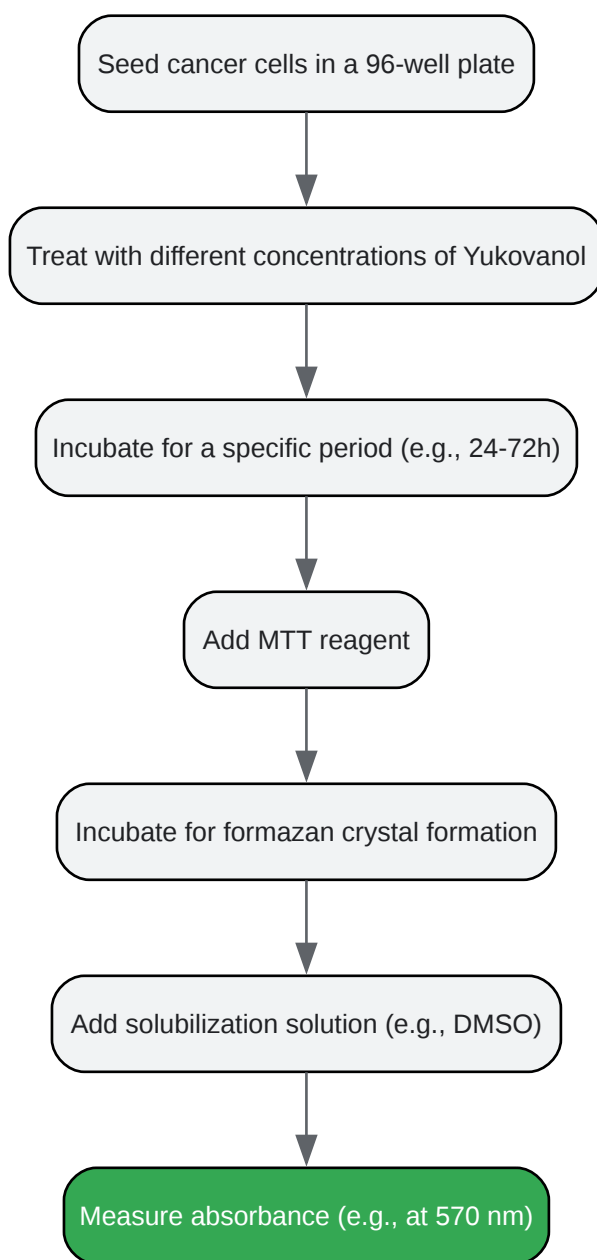 Seed cancer cells in a 96-well plate
Treat with different concentrations of Yukovanol
Incubate for a specific period (e.g., 24-72h)
Add MTT reagent
Incubate for formazan crystal formation
Add solubilization solution (e.g., DMSO)
Measure absorbance (e.g., at 570 nm)